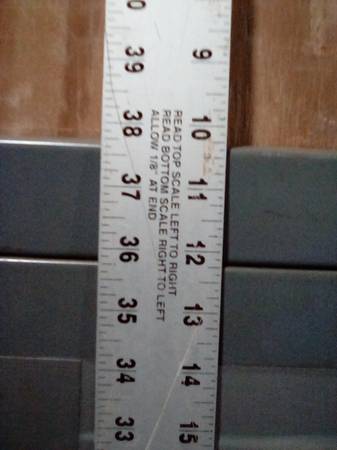 0 39 38 37 36 35 34 33
READ TOP SCALE LEFT TO RIGHT
READ BOTTOM SCALE RIGHT TO LEFT
ALLOW 1/8" AT END
9 10 11 12 13 14 15